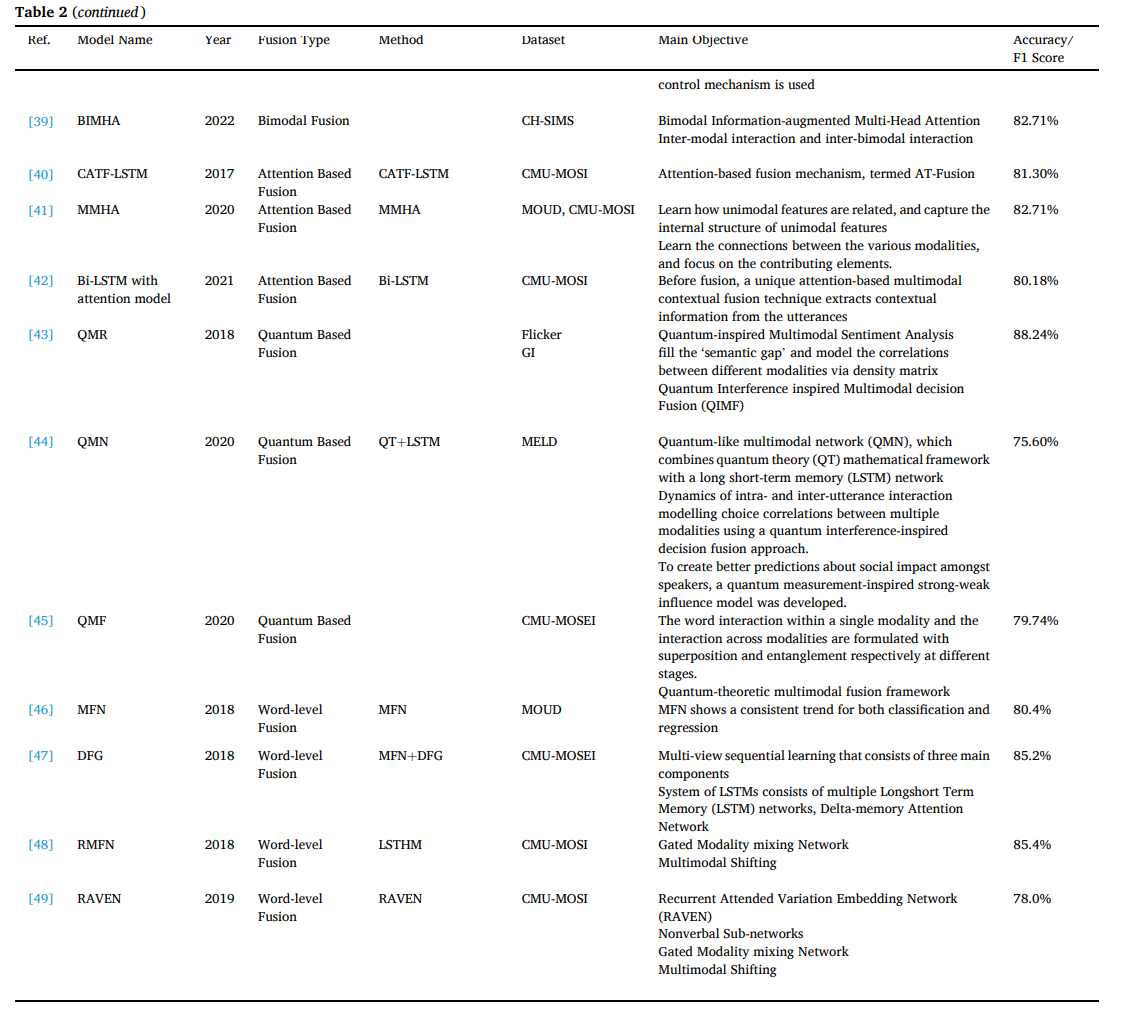 Table 2 (continued)
Ref. Model Name Year Fusion Type Method Dataset Main Objective Accuracy/
F1 Score
control mechanism is used
[39] BIMHA 2022 Bimodal Fusion CH-SIMS Bimodal Information-augmented Multi-Head Attention 82.71%
Inter-modal interaction and inter-bimodal interaction
[40] CATF-LSTM 2017 Attention Based CATF-LSTM CMU-MOSI Attention-based fusion mechanism, termed AT-Fusion 81.30%
Fusion
[41] MMHA 2020 Attention Based MMHA MOUD, CMU-MOSI Learn how unimodal features are related, and capture the 82.71%
Fusion internal structure of unimodal features
Learn the connections between the various modalities,
and focus on the contributing elements.
[42] Bi-LSTM with 2021 Attention Based Bi-LSTM CMU-MOSI Before fusion, a unique attention-based multimodal 80.18%
attention model Fusion contextual fusion technique extracts contextual
information from the utterances
[43] QMR 2018 Quantum Based Flicker Quantum-inspired Multimodal Sentiment Analysis 88.24%
Fusion GI fill the ‘semantic gap’ and model the correlations
between different modalities via density matrix
Quantum Interference inspired Multimodal decision
Fusion (QIMF)
[44] QMN 2020 Quantum Based QT+LSTM MELD Quantum-like multimodal network (QMN), which 75.60%
Fusion combines quantum theory (QT) mathematical framework
with a long short-term memory (LSTM) network
Dynamics of intra- and inter-utterance interaction
modelling choice correlations between multiple
modalities using a quantum interference-inspired
decision fusion approach.
To create better predictions about social impact amongst
speakers, a quantum measurement-inspired strong-weak
influence model was developed.
[45] QMF 2020 Quantum Based CMU-MOSEI The word interaction within a single modality and the 79.74%
Fusion interaction across modalities are formulated with
superposition and entanglement respectively at different
stages.
Quantum-theoretic multimodal fusion framework
[46] MFN 2018 Word-level MFN MOUD MFN shows a consistent trend for both classification and 80.4%
Fusion regression
[47] DFG 2018 Word-level MFN+DFG CMU-MOSEI Multi-view sequential learning that consists of three main 85.2%
Fusion components
System of LSTMs consists of multiple Longshort Term
Memory (LSTM) networks, Delta-memory Attention
Network
[48] RMFN 2018 Word-level LSTHM CMU-MOSI Gated Modality mixing Network 85.4%
Fusion Multimodal Shifting
[49] RAVEN 2019 Word-level RAVEN CMU-MOSI Recurrent Attended Variation Embedding Network 78.0%
Fusion (RAVEN)
Nonverbal Sub-networks
Gated Modality mixing Network
Multimodal Shifting